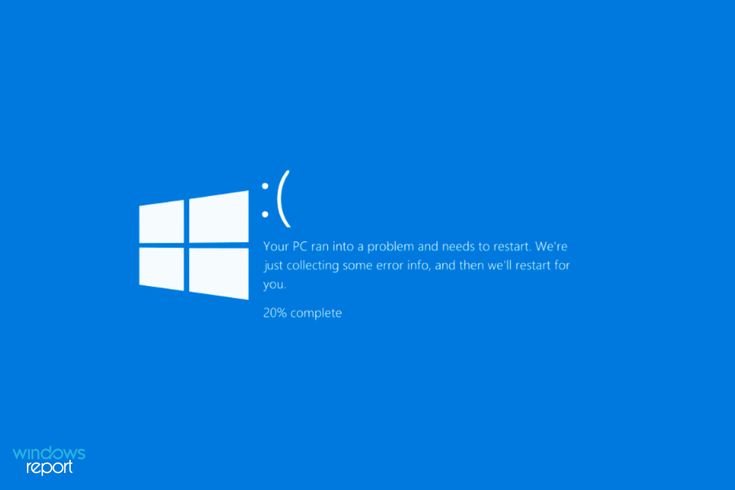 :(
Your PC ran into a problem and needs to restart. We're
just collecting some error info, and then we'll restart for
you.
20% complete
windows
report